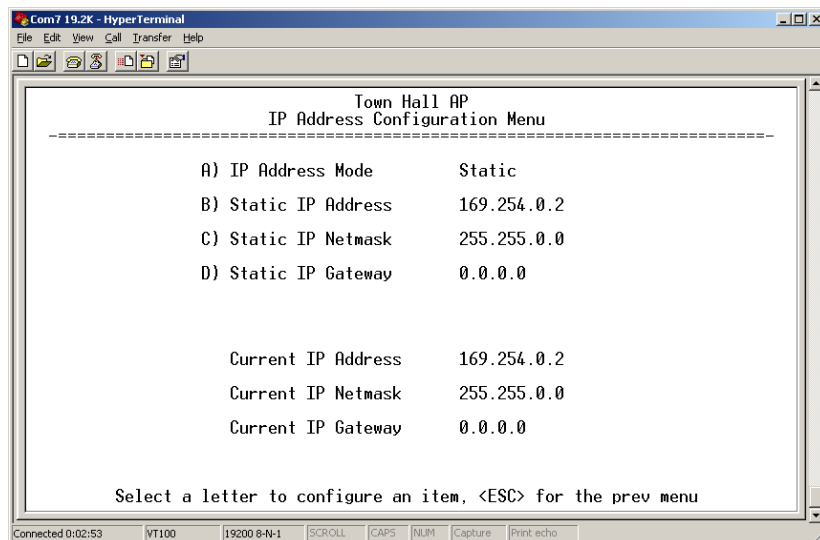 Com7 19.2K - HyperTerminal
File Edit View Call Transfer Help
Town Hall AP
IP Address Configuration Menu
-==========================================================================-
A) IP Address Mode Static
B) Static IP Address 169.254.0.2
C) Static IP Netmask 255.255.0.0
D) Static IP Gateway 0.0.0.0
Current IP Address 169.254.0.2
Current IP Netmask 255.255.0.0
Current IP Gateway 0.0.0.0
Select a letter to configure an item, <ESC> for the prev menu
Connected 0:02:53 VT100 19200 8-N-1 SCROLL CAPS NUM Capture Print echo